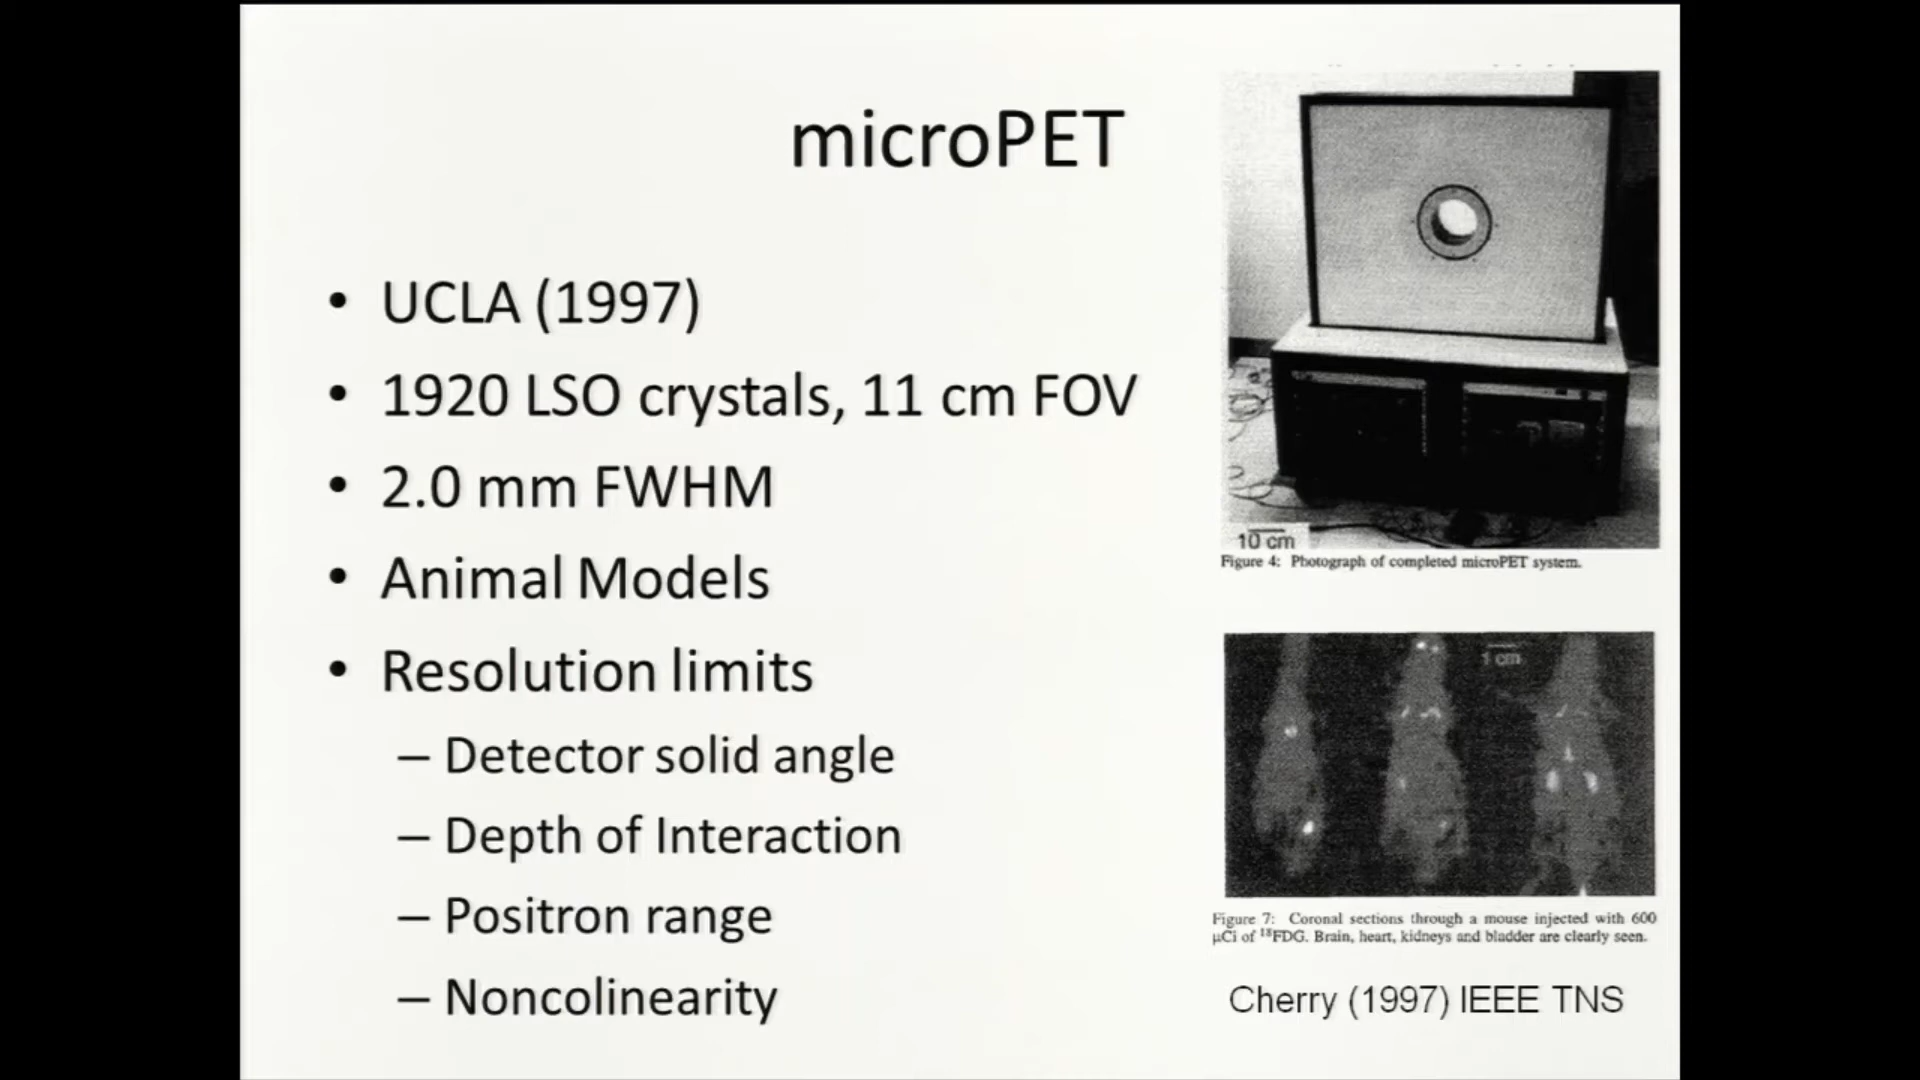 microPET
• UCLA (1997)
• 1920 LSO crystals, 11 cm FOV
• 2.0 mm FWHM
• Animal Models
• Resolution limits
– Detector solid angle
– Depth of Interaction
– Positron range
– Noncolinearity
10 cm
Figure 4: Photograph of completed microPET system.
1 cm
Figure 7: Coronal sections through a mouse injected with 600
µCi of ¹⁸FDG. Brain, heart, kidneys and bladder are clearly seen.
Cherry (1997) IEEE TNS